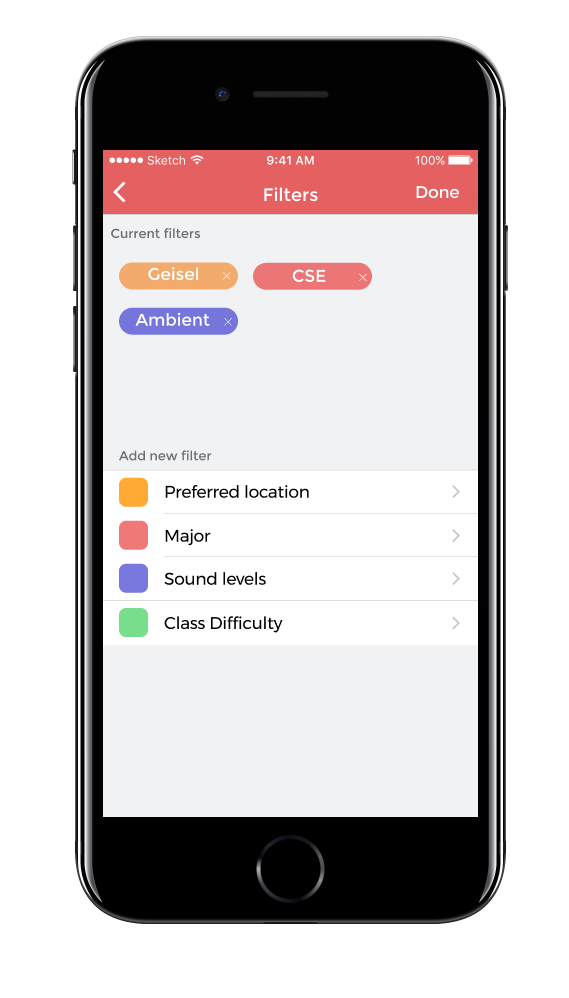 Sketch 9:41 AM 100%
Filters Done
Current filters
Geisel × CSE ×
Ambient ×
Add new filter
Preferred location
Major
Sound levels
Class Difficulty